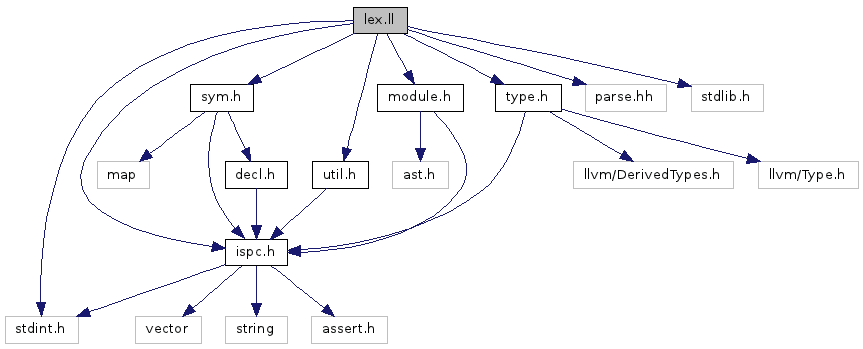 lex.ll
sym.h
module.h
type.h
parse.hh
stdlib.h
map
decl.h
util.h
ast.h
llvm/DerivedTypes.h
llvm/Type.h
ispc.h
stdint.h
vector
string
assert.h